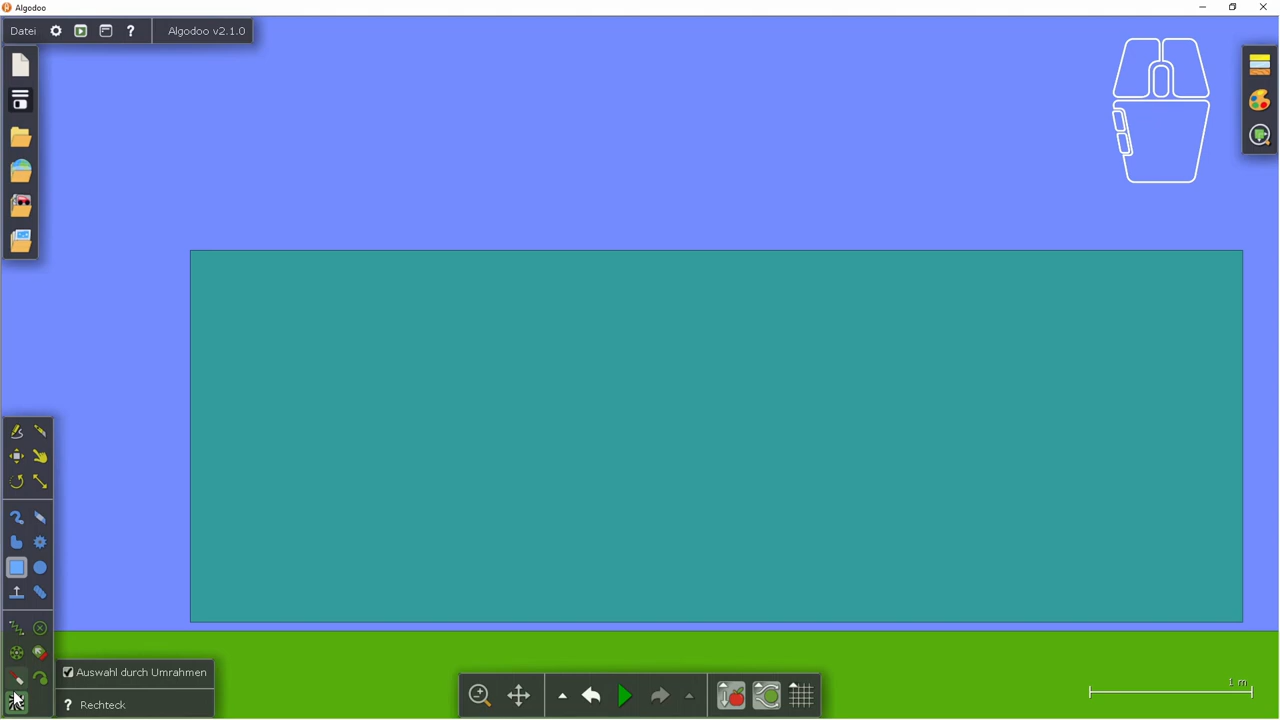 Algodoo
Datei
?
Algodoo v2.1.0
Auswahl durch Umrahmen
? Rechteck
1 m